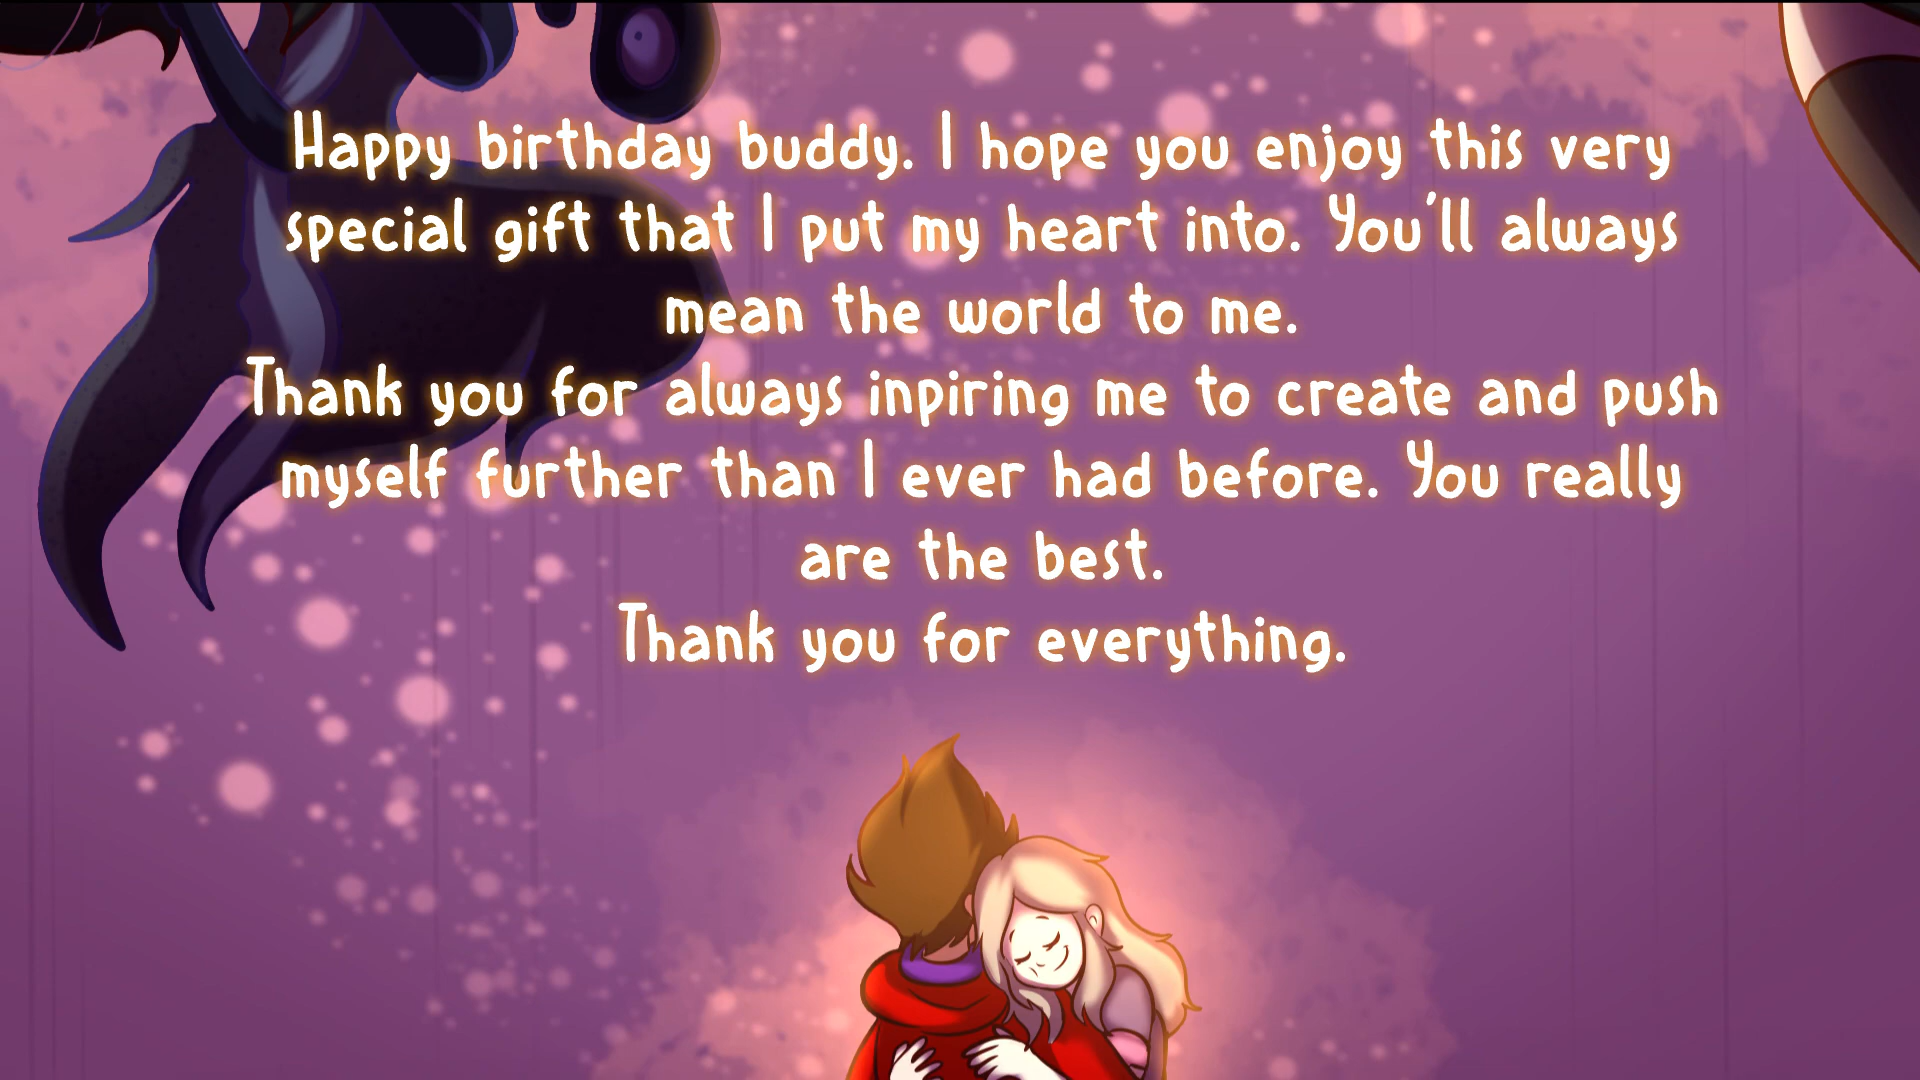 Happy birthday buddy. I hope you enjoy this very
special gift that I put my heart into. You'll always
mean the world to me.
Thank you for always inpiring me to create and push
myself further than I ever had before. You really
are the best.
Thank you for everything.